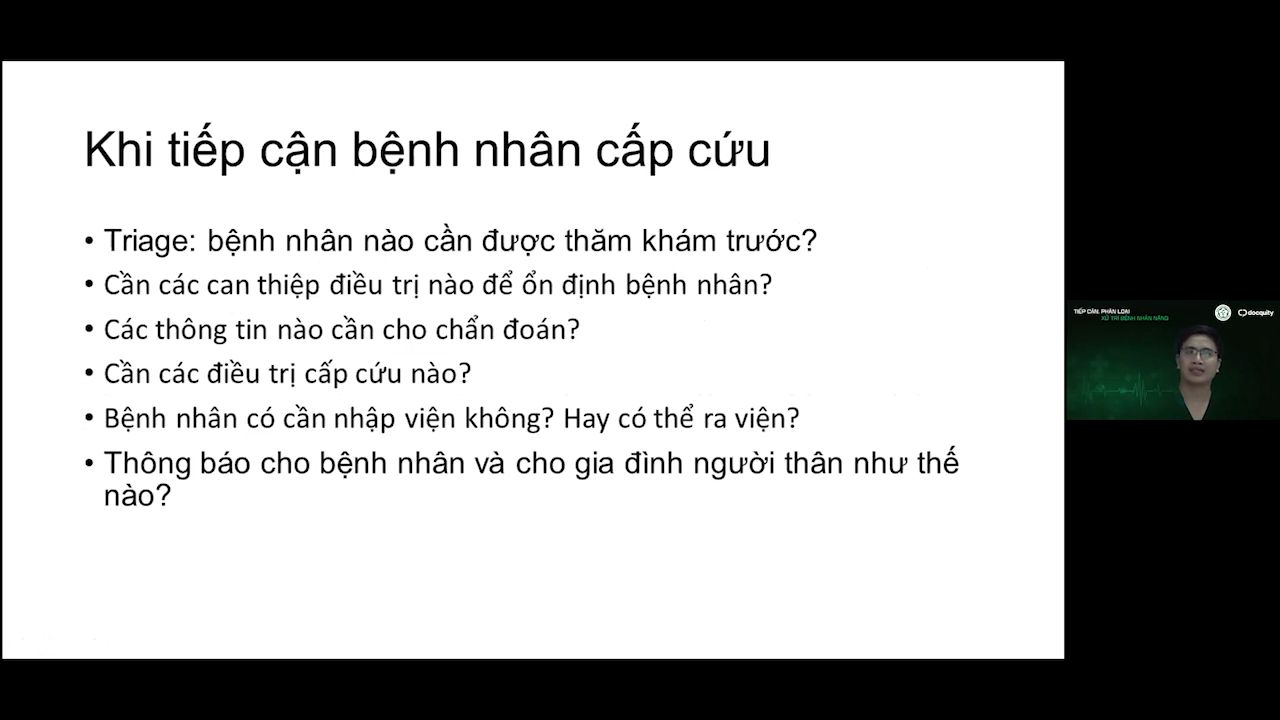 Khi tiếp cận bệnh nhân cấp cứu
• Triage: bệnh nhân nào cần được thăm khám trước?
• Cần các can thiệp điều trị nào để ổn định bệnh nhân?
• Các thông tin nào cần cho chẩn đoán?
• Cần các điều trị cấp cứu nào?
• Bệnh nhân có cần nhập viện không? Hay có thể ra viện?
• Thông báo cho bệnh nhân và cho gia đình người thân như thế
nào?
TIẾP CẬN, PHÂN LOẠI
XỬ TRÍ BỆNH NHÂN NẶNG
docquity